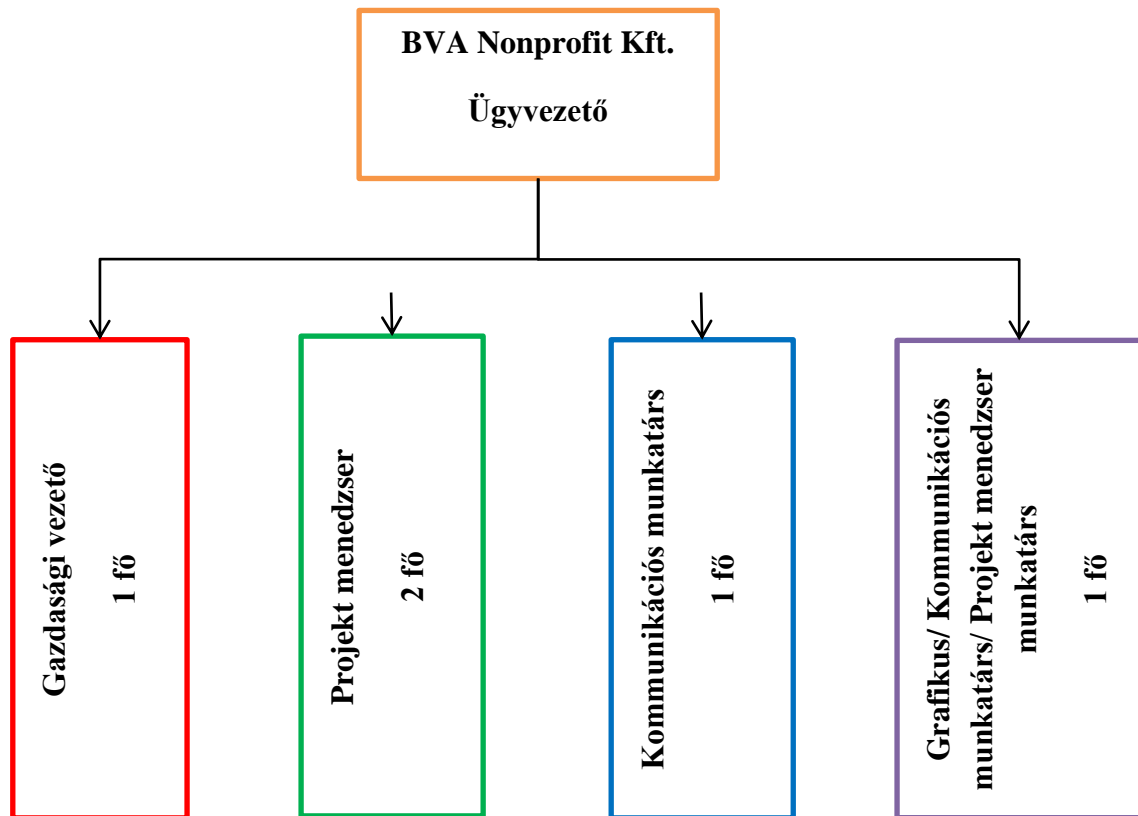 BVA Nonprofit Kft.
Ügyvezető
Gazdasági vezető
1 fő
Projekt menedzser
2 fő
Kommunikációs munkatárs
1 fő
Grafikus/ Kommunikációs
munkatárs/ Projekt menedzser
munkatárs
1 fő